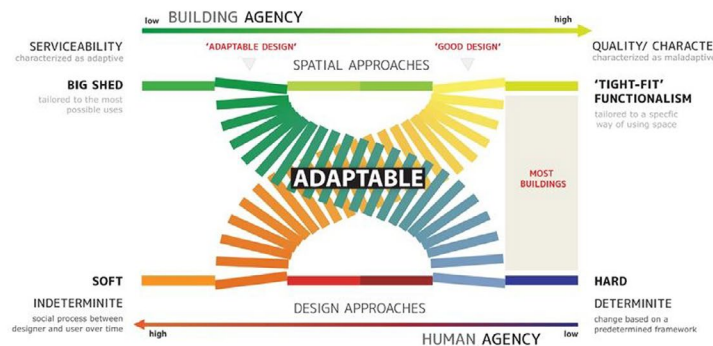 BUILDING AGENCY
low
high
SERVICEABILITY
characterized as adaptive
'ADAPTABLE DESIGN'
'GOOD DESIGN'
QUALITY/ CHARACTE
characterized as maladaptive
SPATIAL APPROACHES
BIG SHED
tailored to the most
possible uses
'TIGHT-FIT'
FUNCTIONALISM
tailored to a specfic
way of using space
ADAPTABLE
MOST
BUILDINGS
SOFT
HARD
INDETERMINITE
social process between
designer and user over time
DESIGN APPROACHES
DETERMINITE
change based on a
predetermined framework
high
low
HUMAN AGENCY